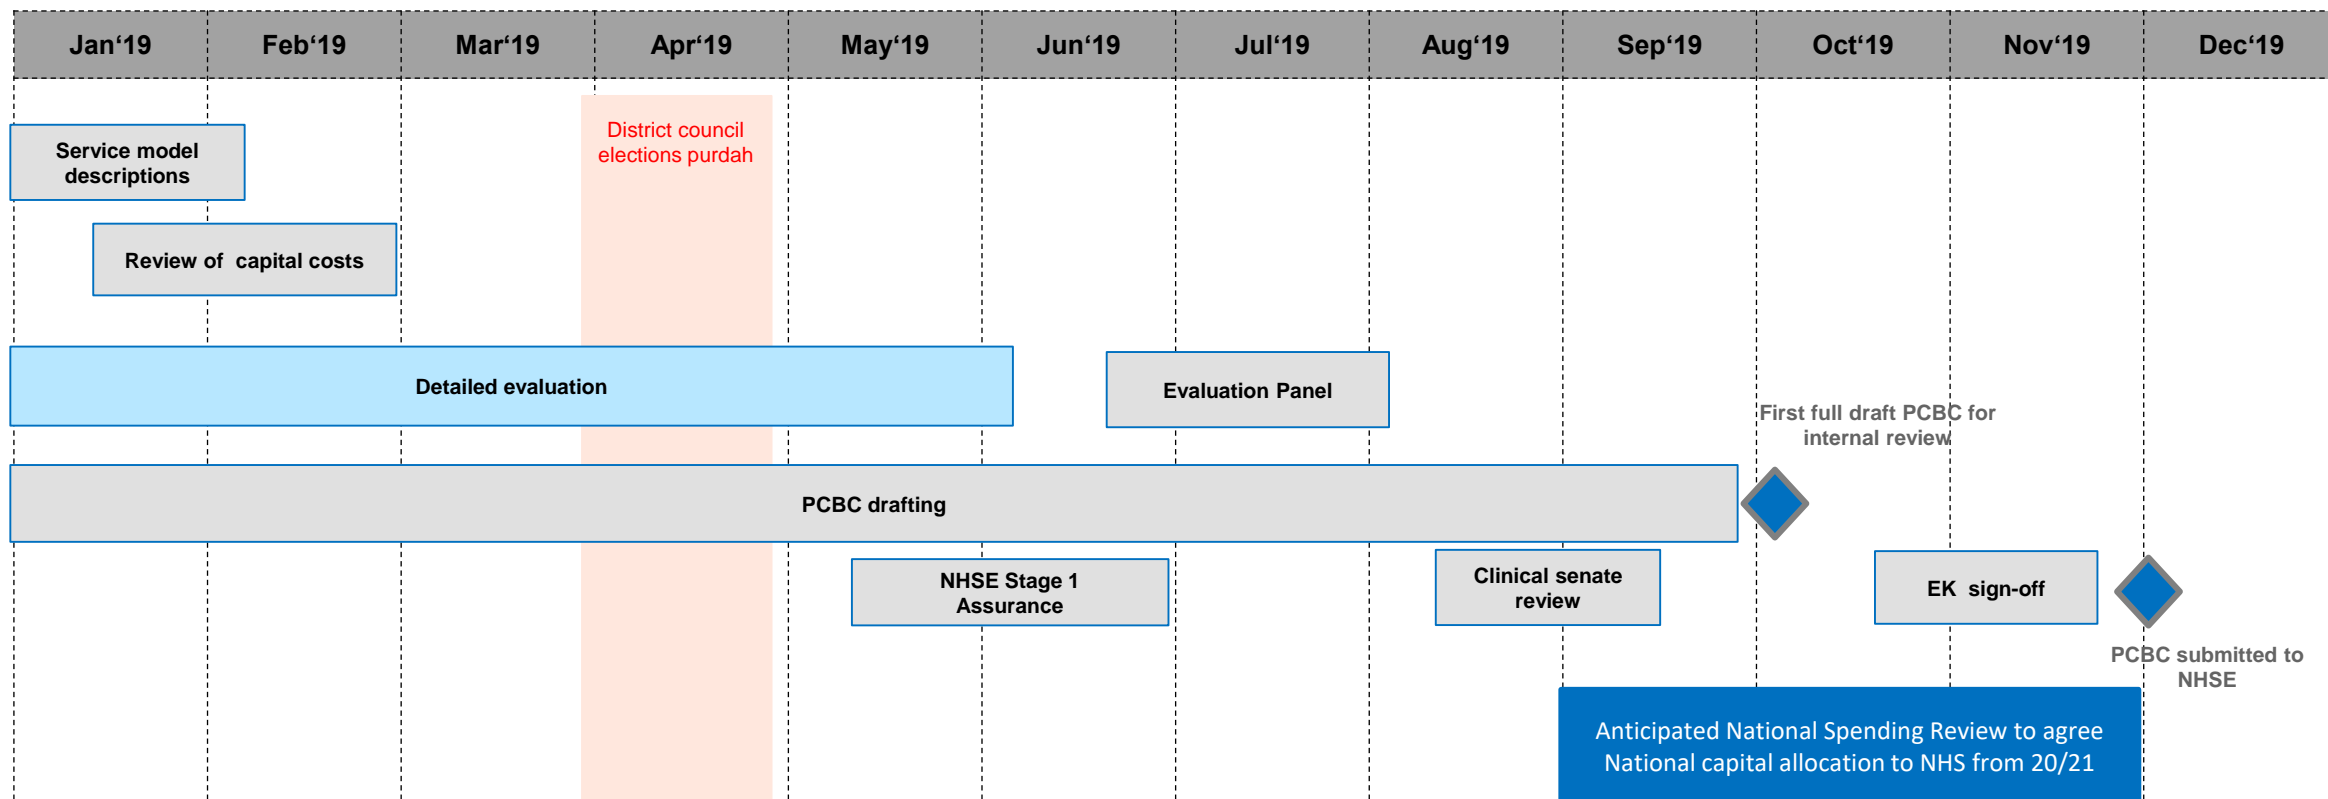 Jan‘19 Feb‘19 Mar‘19 Apr‘19 May‘19 Jun‘19 Jul‘19 Aug‘19 Sep‘19 Oct‘19 Nov‘19 Dec‘19
District council
elections purdah
Service model
descriptions
Review of capital costs
Detailed evaluation
Evaluation Panel
First full draft PCBC for
internal review
PCBC drafting
NHSE Stage 1
Assurance
Clinical senate
review
EK sign-off
PCBC submitted to
NHSE
Anticipated National Spending Review to agree
National capital allocation to NHS from 20/21